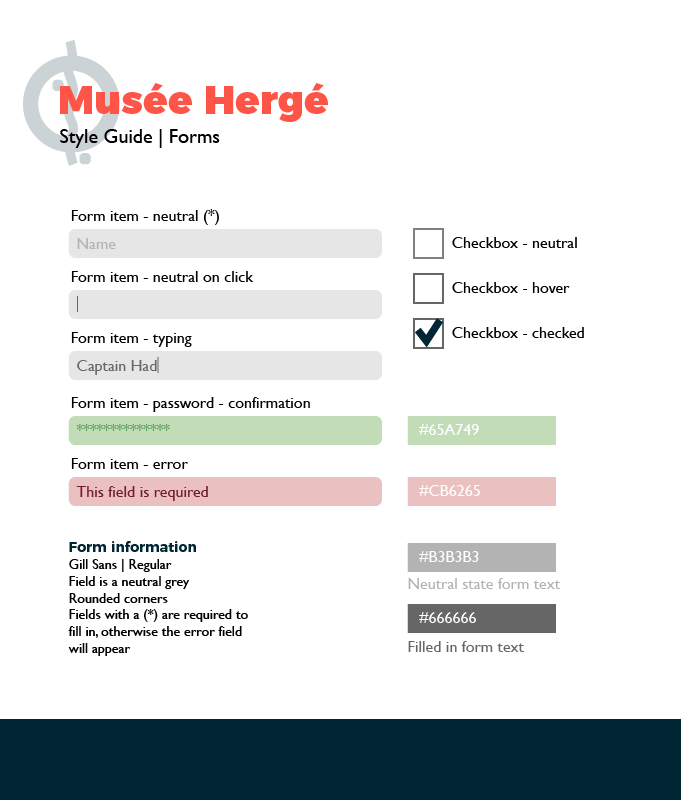 Musée Hergé
Style Guide | Forms
Form item - neutral (*)
Name
Form item - neutral on click
Form item - typing
Captain Had
Form item - password - confirmation
**************
Form item - error
This field is required
Checkbox - neutral
Checkbox - hover
Checkbox - checked
#65A749
#CB6265
Form information
Gill Sans | Regular
Field is a neutral grey
Rounded corners
Fields with a (*) are required to
fill in, otherwise the error field
will appear
#B3B3B3
Neutral state form text
#666666
Filled in form text